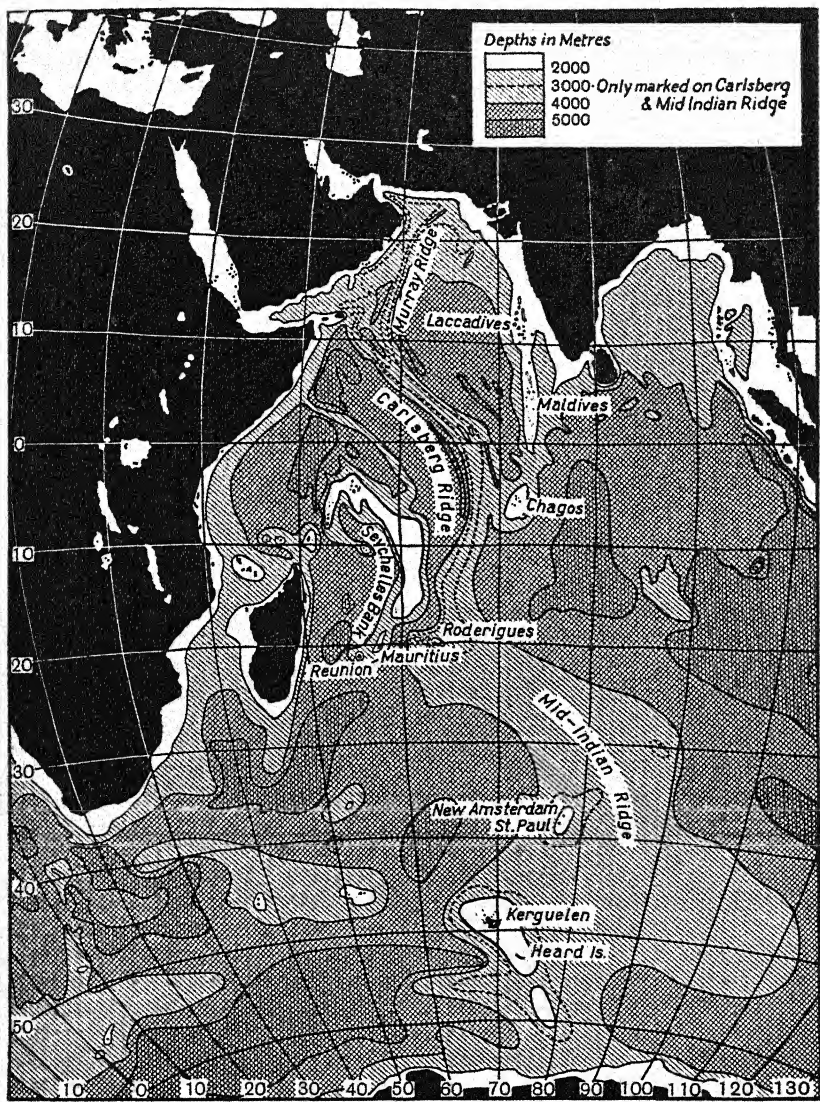 Depths in Metres
2000
3000·Only marked on Carlsberg
& Mid Indian Ridge
4000
5000
30
20
Murray Ridge
Laccadives
10
Maldives
Carlsberg Ridge
0
Chagos
Seychelles Bank
10
Roderigues
Mauritius
20
Reunion
Mid-Indian Ridge
30
New Amsterdam
St. Paul
40
Kerguelen
Heard Is.
50
10 0 10 20 30 40 50 60 70 80 90 100 110 120 130